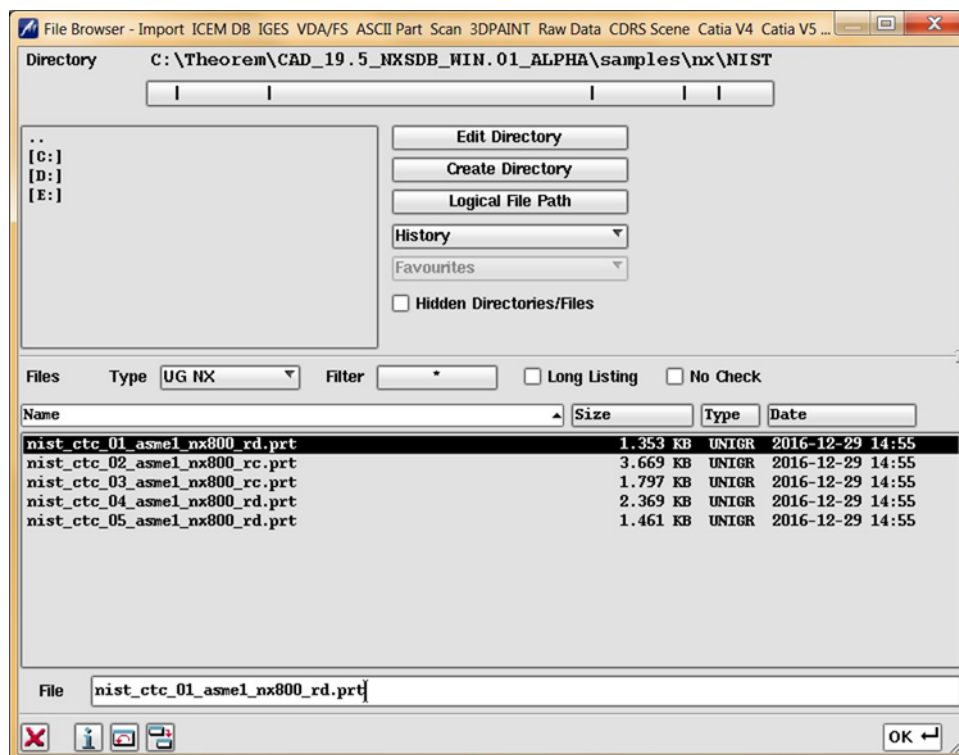 File Browser - Import ICEM DB IGES VDA/FS ASCII Part Scan 3DPAINT Raw Data CDRS Scene Catia V4 Catia V5 ...
Directory C:\Theorem\CAD_19.5_NXSDB_WIN.01_ALPHA\samples\nx\NIST
..
[C:]
[D:]
[E:]
Edit Directory
Create Directory
Logical File Path
History
Favourites
Hidden Directories/Files
Files Type UG NX Filter * Long Listing No Check
Name Size Type Date
nist_ctc_01_asme1_nx800_rd.prt 1.353 KB UNIGR 2016-12-29 14:55
nist_ctc_02_asme1_nx800_rc.prt 3.669 KB UNIGR 2016-12-29 14:55
nist_ctc_03_asme1_nx800_rc.prt 1.797 KB UNIGR 2016-12-29 14:55
nist_ctc_04_asme1_nx800_rd.prt 2.369 KB UNIGR 2016-12-29 14:55
nist_ctc_05_asme1_nx800_rd.prt 1.461 KB UNIGR 2016-12-29 14:55
File nist_ctc_01_asme1_nx800_rd.prt
OK